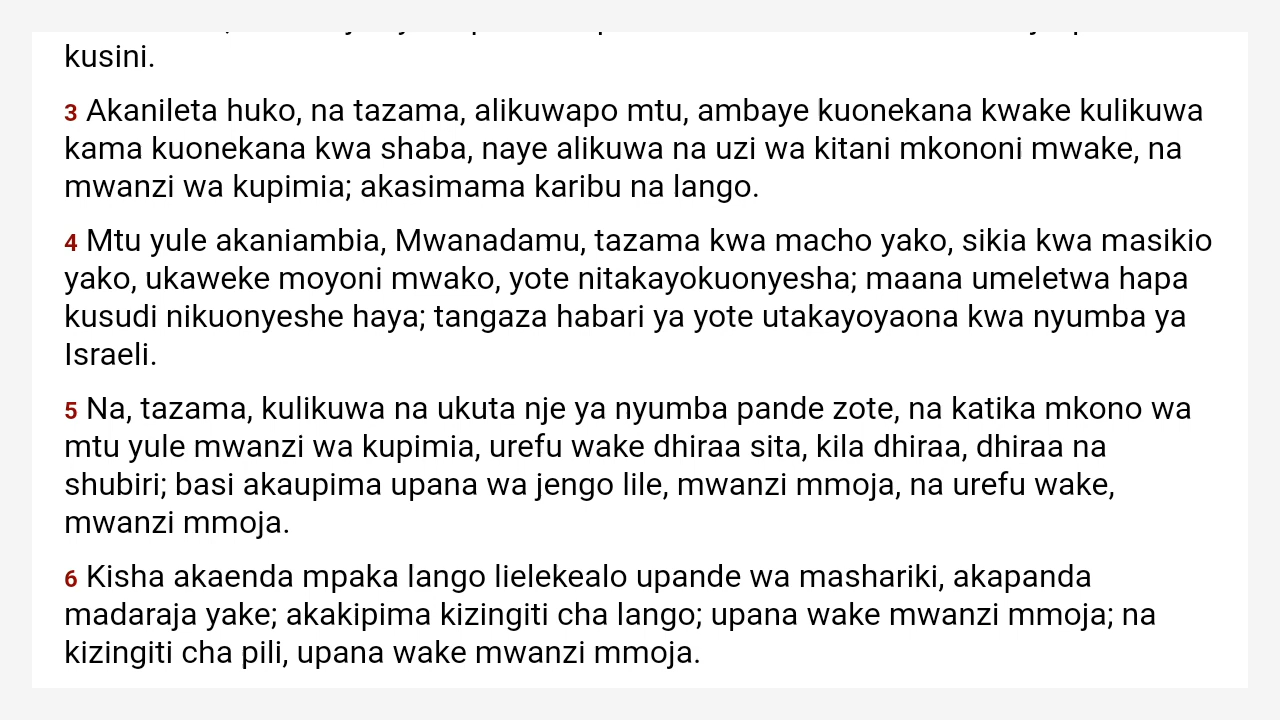 kusini.
3 Akanileta huko, na tazama, alikuwapo mtu, ambaye kuonekana kwake kulikuwa
kama kuonekana kwa shaba, naye alikuwa na uzi wa kitani mkononi mwake, na
mwanzi wa kupimia; akasimama karibu na lango.
4 Mtu yule akaniambia, Mwanadamu, tazama kwa macho yako, sikia kwa masikio
yako, ukaweke moyoni mwako, yote nitakayokuonyesha; maana umeletwa hapa
kusudi nikuonyeshe haya; tangaza habari ya yote utakayoyaona kwa nyumba ya
Israeli.
5 Na, tazama, kulikuwa na ukuta nje ya nyumba pande zote, na katika mkono wa
mtu yule mwanzi wa kupimia, urefu wake dhiraa sita, kila dhiraa, dhiraa na
shubiri; basi akaupima upana wa jengo lile, mwanzi mmoja, na urefu wake,
mwanzi mmoja.
6 Kisha akaenda mpaka lango lielekealo upande wa mashariki, akapanda
madaraja yake; akakipima kizingiti cha lango; upana wake mwanzi mmoja; na
kizingiti cha pili, upana wake mwanzi mmoja.